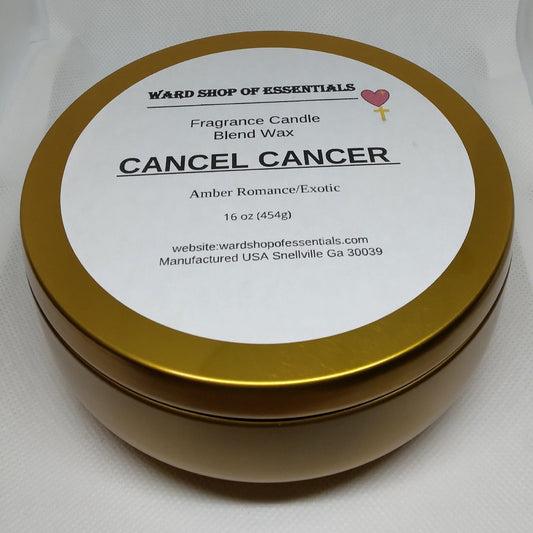 WARD SHOP OF ESSENTIALS
Fragrance Candle
Blend Wax
CANCEL CANCER
Amber Romance/Exotic
16 oz (454g)
website:wardshopofessentials.com
Manufactured USA Snellville Ga 30039